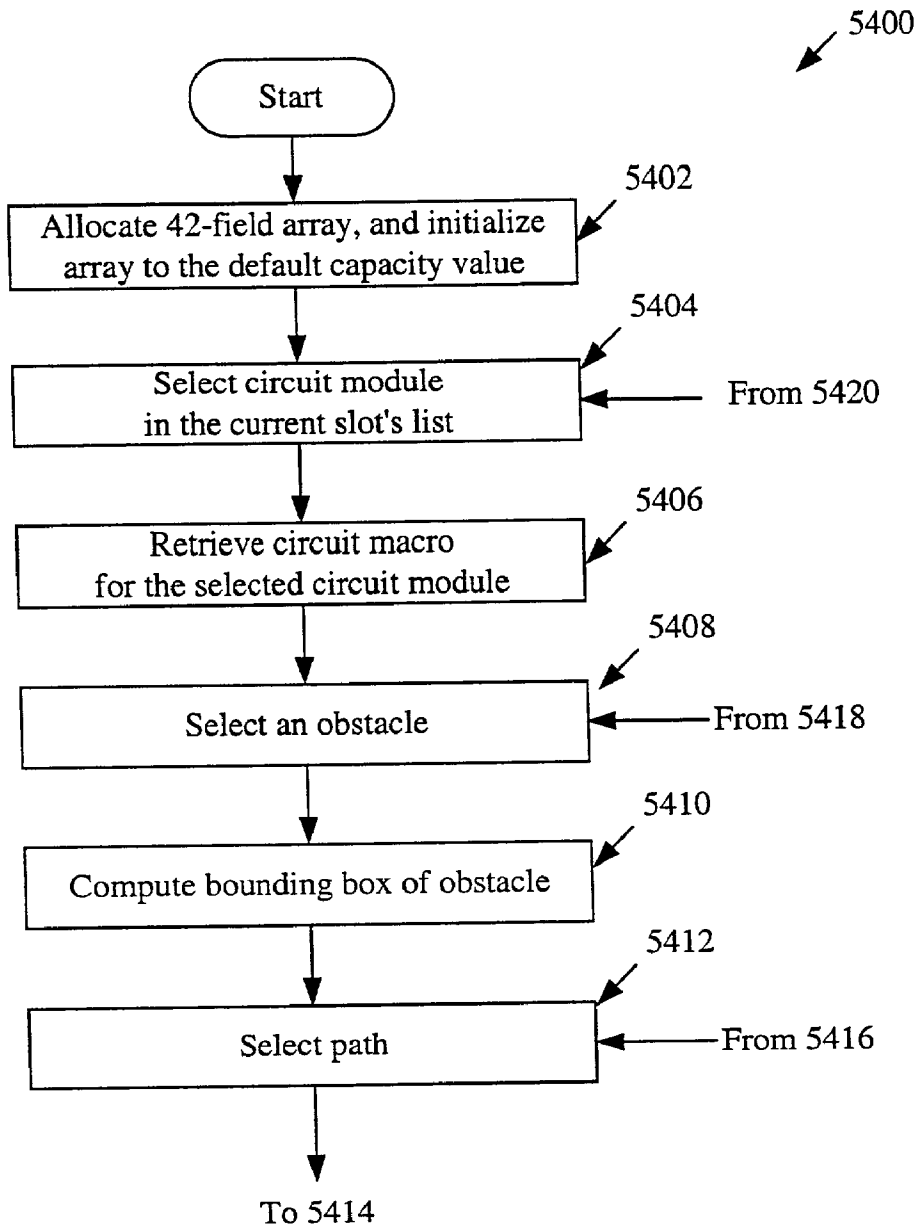 5400
Start
5402
Allocate 42-field array, and initialize
array to the default capacity value
5404
Select circuit module
in the current slot's list
From 5420
5406
Retrieve circuit macro
for the selected circuit module
5408
Select an obstacle
From 5418
5410
Compute bounding box of obstacle
5412
Select path
From 5416
To 5414